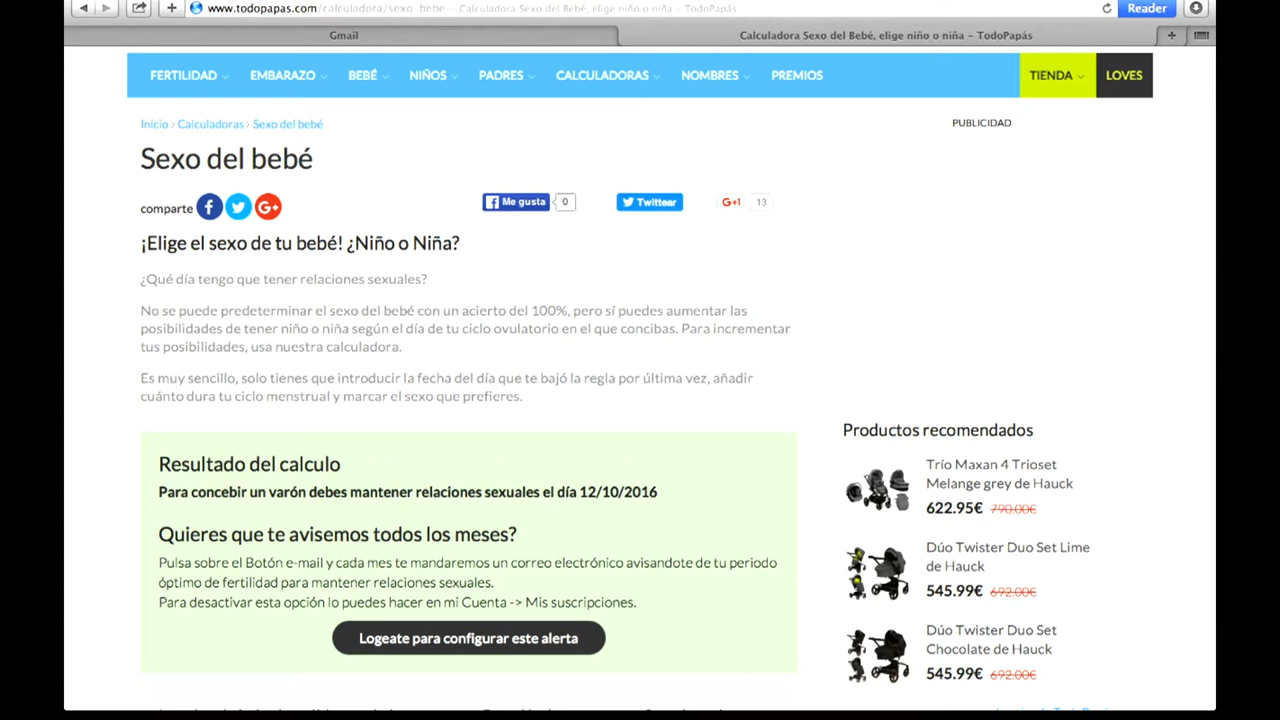 www.todopapas.com/calculadora/sexo-bebe — Calculadora Sexo del Bebé, elige niño o niña – TodoPapás
Reader
Gmail
Calculadora Sexo del Bebé, elige niño o niña – TodoPapás
FERTILIDAD EMBARAZO BEBÉ NIÑOS PADRES CALCULADORAS NOMBRES PREMIOS TIENDA LOVES
Inicio > Calculadoras > Sexo del bebé
PUBLICIDAD
Sexo del bebé
comparte
Me gusta 0
Twittear
G+1 13
¡Elige el sexo de tu bebé! ¿Niño o Niña?
¿Qué día tengo que tener relaciones sexuales?
No se puede predeterminar el sexo del bebé con un acierto del 100%, pero sí puedes aumentar las
posibilidades de tener niño o niña según el día de tu ciclo ovulatorio en el que concibas. Para incrementar
tus posibilidades, usa nuestra calculadora.
Es muy sencillo, solo tienes que introducir la fecha del día que te bajó la regla por última vez, añadir
cuánto dura tu ciclo menstrual y marcar el sexo que prefieres.
Resultado del calculo
Para concebir un varón debes mantener relaciones sexuales el día 12/10/2016
Quieres que te avisemos todos los meses?
Pulsa sobre el Botón e-mail y cada mes te mandaremos un correo electrónico avisandote de tu periodo
óptimo de fertilidad para mantener relaciones sexuales.
Para desactivar esta opción lo puedes hacer en mi Cuenta -> Mis suscripciones.
Logeate para configurar este alerta
Productos recomendados
Trío Maxan 4 Trioset
Melange grey de Hauck
622.95€ 790.00€
Dúo Twister Duo Set Lime
de Hauck
545.99€ 692.00€
Dúo Twister Duo Set
Chocolate de Hauck
545.99€ 692.00€